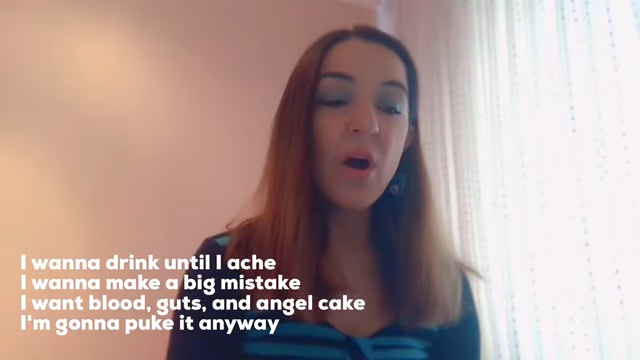 I wanna drink until I ache
I wanna make a big mistake
I want blood, guts, and angel cake
I'm gonna puke it anyway